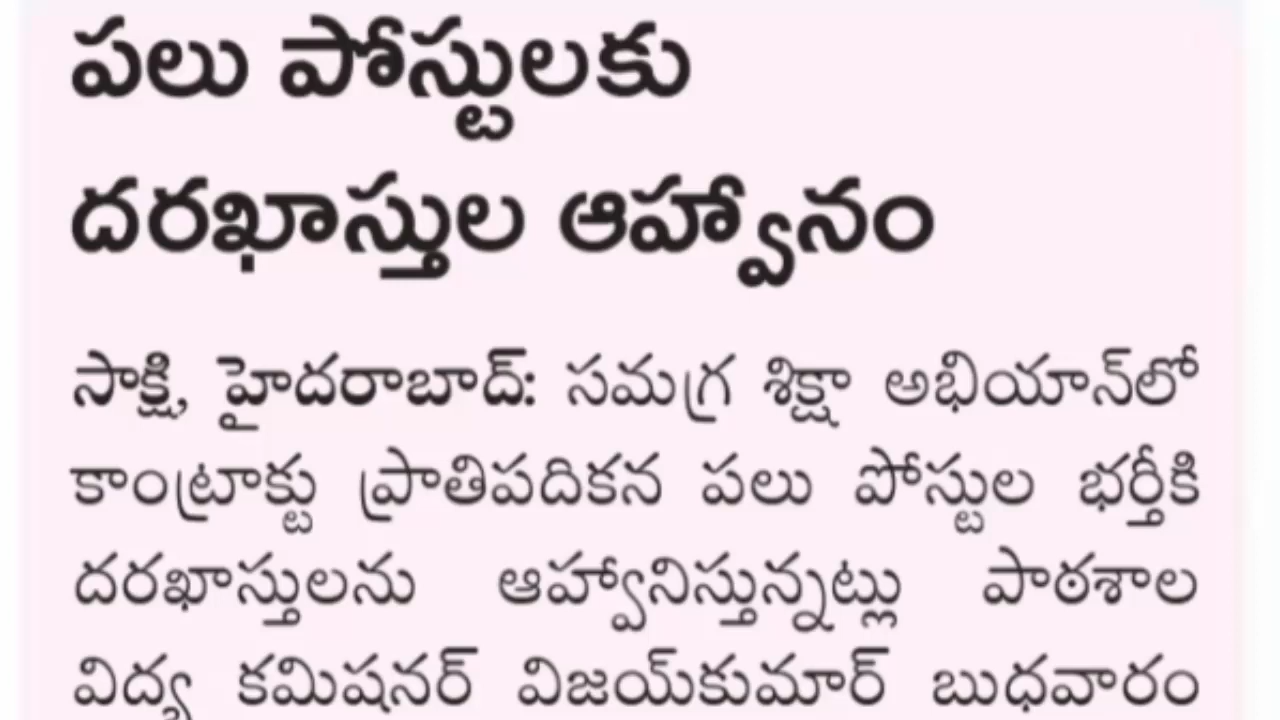 పలు పోస్టులకు
దరఖాస్తుల ఆహ్వానం
సాక్షి, హైదరాబాద్: సమగ్ర శిక్షా అభియాన్‌లో
కాంట్రాక్టు ప్రాతిపదికన పలు పోస్టుల భర్తీకి
దరఖాస్తులను ఆహ్వానిస్తున్నట్లు పాఠశాల
విద్య కమిషనర్ విజయ్‌కుమార్ బుధవారం